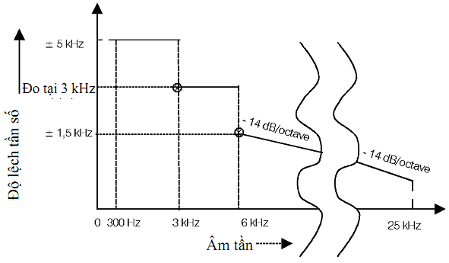 ± 5 kHz
Đo tại 3 kHz
± 1,5 kHz
Độ lệch tần số
- 14 dB/octave
- 14 dB/octave
0 300 Hz 3 kHz 6 kHz 25 kHz
Âm tần